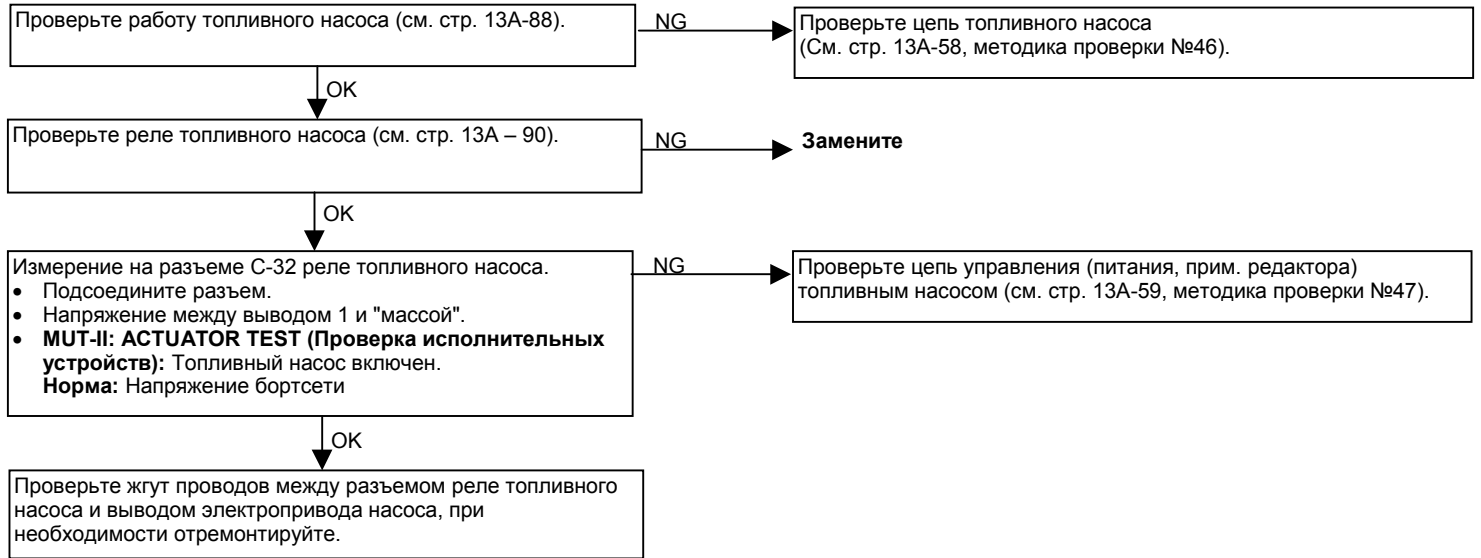 Проверьте работу топливного насоса (см. стр. 13А-88).
NG
Проверьте цепь топливного насоса
(См. стр. 13А-58, методика проверки №46).
OK
Проверьте реле топливного насоса (см. стр. 13А – 90).
NG
Замените
OK
Измерение на разъеме С-32 реле топливного насоса.
• Подсоедините разъем.
• Напряжение между выводом 1 и "массой".
• MUT-II: ACTUATOR TEST (Проверка исполнительных
устройств): Топливный насос включен.
Норма: Напряжение бортсети
NG
Проверьте цепь управления (питания, прим. редактора)
топливным насосом (см. стр. 13А-59, методика проверки №47).
OK
Проверьте жгут проводов между разъемом реле топливного
насоса и выводом электропривода насоса, при
необходимости отремонтируйте.